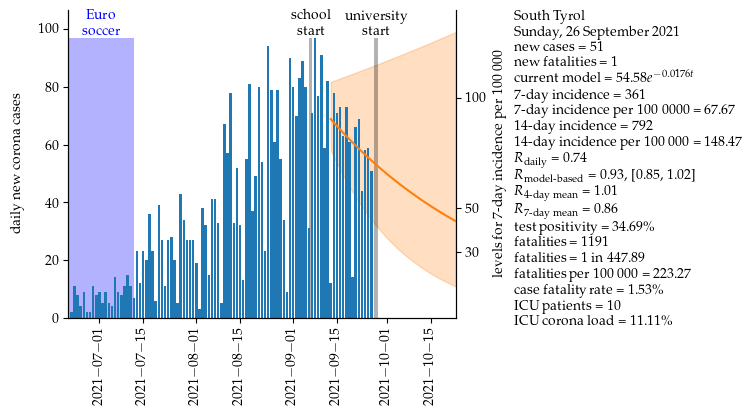 Euro
soccer
school
start
university
start
daily new corona cases
0
20
40
60
80
100
2021−07−01
2021−07−15
2021−08−01
2021−08−15
2021−09−01
2021−09−15
2021−10−01
2021−10−15
100
50
30
levels for 7-day incidence per 100 000
South Tyrol
Sunday, 26 September 2021
new cases = 51
new fatalities = 1
current model = 54.58e^{−0.0176t}
7-day incidence = 361
7-day incidence per 100 0000 = 67.67
14-day incidence = 792
14-day incidence per 100 000 = 148.47
R_daily = 0.74
R_model-based = 0.93, [0.85, 1.02]
R_4-day mean = 1.01
R_7-day mean = 0.86
test positivity = 34.69%
fatalities = 1191
fatalities = 1 in 447.89
fatalities per 100 000 = 223.27
case fatality rate = 1.53%
ICU patients = 10
ICU corona load = 11.11%